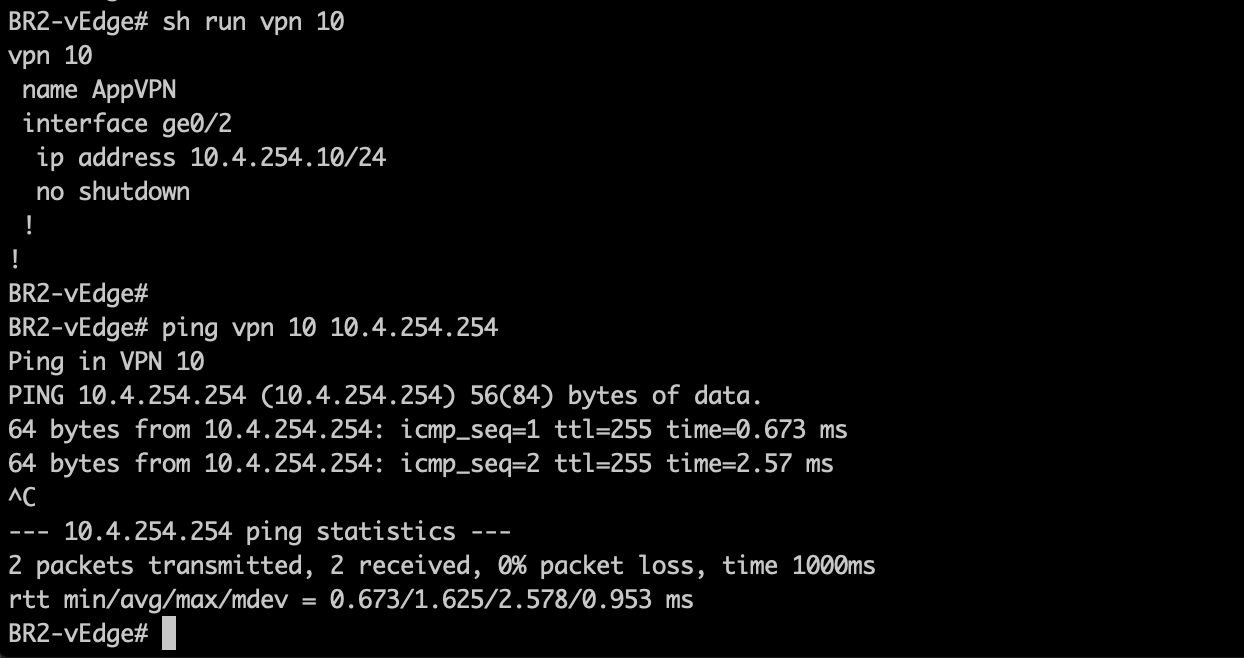 BR2-vEdge# sh run vpn 10
vpn 10
 name AppVPN
 interface ge0/2
  ip address 10.4.254.10/24
  no shutdown
 !
!
BR2-vEdge#
BR2-vEdge# ping vpn 10 10.4.254.254
Ping in VPN 10
PING 10.4.254.254 (10.4.254.254) 56(84) bytes of data.
64 bytes from 10.4.254.254: icmp_seq=1 ttl=255 time=0.673 ms
64 bytes from 10.4.254.254: icmp_seq=2 ttl=255 time=2.57 ms
^C
--- 10.4.254.254 ping statistics ---
2 packets transmitted, 2 received, 0% packet loss, time 1000ms
rtt min/avg/max/mdev = 0.673/1.625/2.578/0.953 ms
BR2-vEdge#